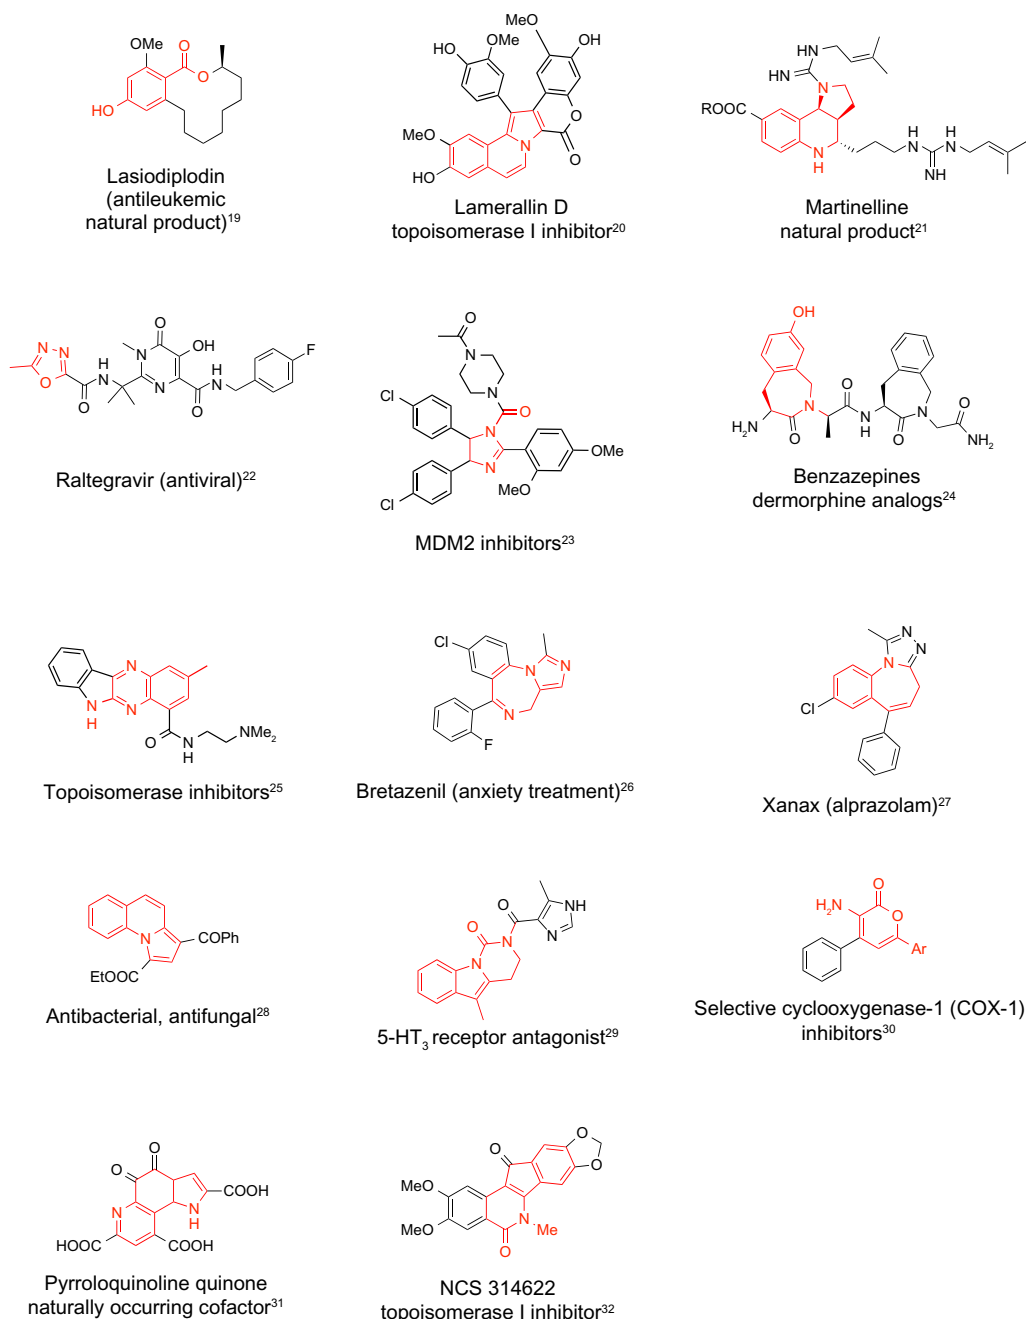 OMe
O
O
HO
Lasiodiplodin
(antileukemic
natural product)19
MeO
OMe
HO
MeO
OH
MeO
HO
N
O
O
Lamerallin D
topoisomerase I inhibitor20
H
N
NH
N
ROOC
N
H
H
N
H
N
NH
Martinelline
natural product21
N
N
O
O
H
N
O
N
N
OH
O
H
N
F
Raltegravir (antiviral)22
O
N
N
O
Cl
N
N
Cl
MeO
OMe
MDM2 inhibitors23
OH
H2N
N
O
O
N
H
O
N
O
NH2
Benzazepines
dermorphine analogs24
N
N
N
H
O
N
H
NMe2
Topoisomerase inhibitors25
Cl
N
N
N
F
Bretazenil (anxiety treatment)26
N
N
N
Cl
Xanax (alprazolam)27
N
COPh
EtOOC
Antibacterial, antifungal28
O
NH
N
O
N
N
5-HT3 receptor antagonist29
O
H2N
O
Ar
Selective cyclooxygenase-1 (COX-1)
inhibitors30
O
O
COOH
N
N
H
HOOC
COOH
Pyrroloquinoline quinone
naturally occurring cofactor31
O
O
O
MeO
MeO
N
Me
O
NCS 314622
topoisomerase I inhibitor32